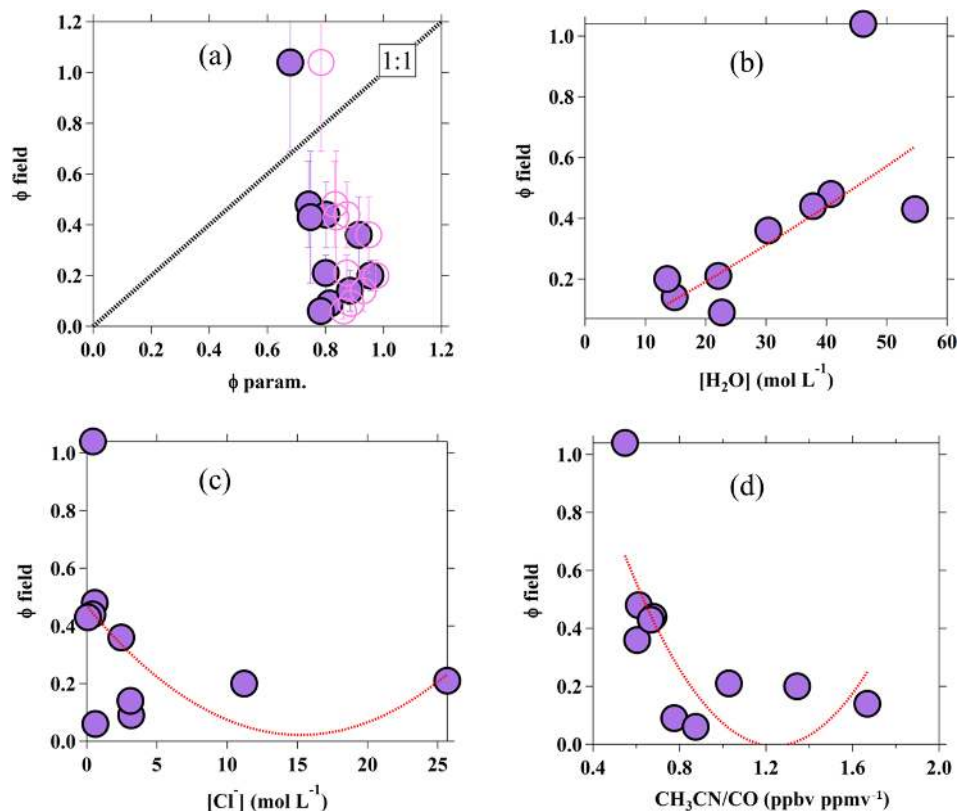 1.2
1.0
0.8
0.6
0.4
0.2
0.0
ϕ field
(a)
1:1
0.0 0.2 0.4 0.6 0.8 1.0 1.2
ϕ param.
1.0
0.8
0.6
0.4
0.2
ϕ field
(b)
0 10 20 30 40 50 60
[H₂O] (mol L⁻¹)
1.0
0.8
0.6
0.4
0.2
0.0
ϕ field
(c)
0 5 10 15 20 25
[Cl⁻] (mol L⁻¹)
1.0
0.8
0.6
0.4
0.2
0.0
ϕ field
(d)
0.4 0.8 1.2 1.6 2.0
CH₃CN/CO (ppbv ppmv⁻¹)